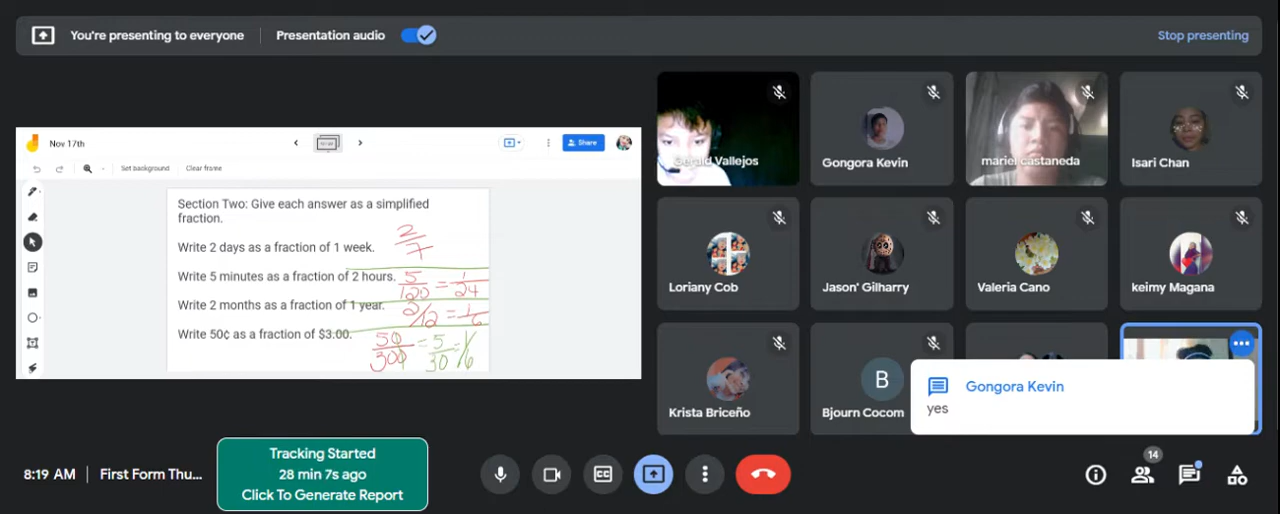 You're presenting to everyone
Presentation audio
Stop presenting
Nov 17th
Share
Set background
Clear frame
Section Two: Give each answer as a simplified
fraction.
Write 2 days as a fraction of 1 week.
2/7
Write 5 minutes as a fraction of 2 hours.
5/120 = 1/24
Write 2 months as a fraction of 1 year.
2/12 = 1/6
Write 50¢ as a fraction of $3.00.
50/300 = 5/30 = 1/6
Gerald Vallejos
Gongora Kevin
mariel castaneda
Isari Chan
Loriany Cob
Jason' Gilharry
Valeria Cano
keimy Magana
Krista Briceño
B
Bjourn Cocom
Gongora Kevin
yes
8:19 AM
First Form Thu...
Tracking Started
28 min 7s ago
Click To Generate Report
CC
14